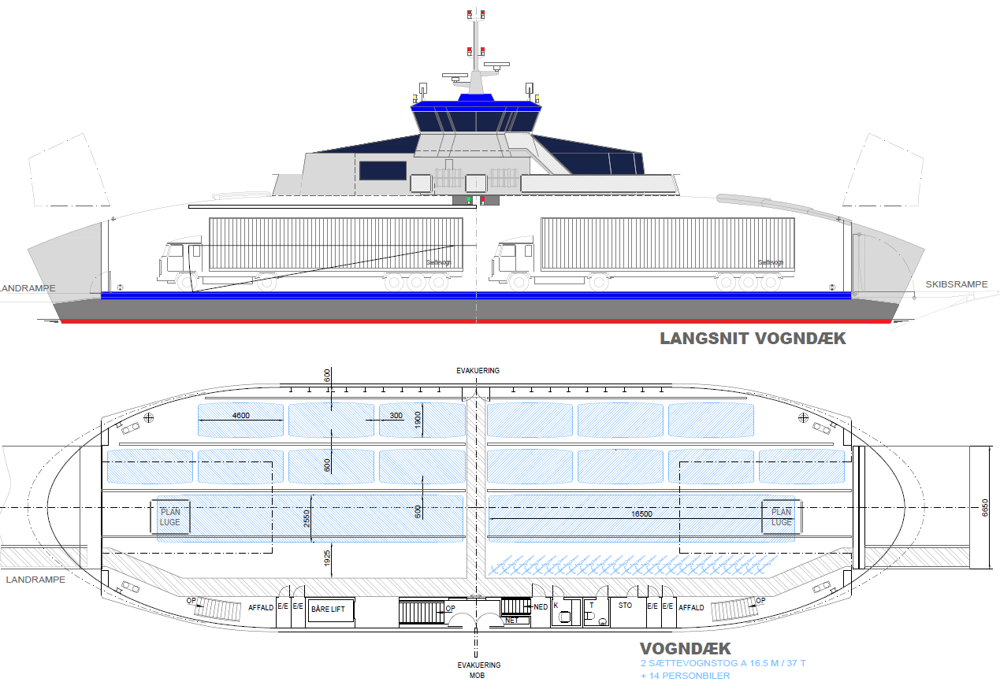 Sættevogn
Sættevogn
LANDRAMPE
SKIBSRAMPE
LANGSNIT VOGNDÆK
EVAKUERING
600
4600
300
1900
600
600
2550
16500
PLAN
LUGE
PLAN
LUGE
6650
1925
LANDRAMPE
OP
AFFALD
E/E
E/E
BÅRE LIFT
OP
NED
NET
K
T
STO
E/E
E/E
AFFALD
OP
EVAKUERING
MOB
VOGNDÆK
2 SÆTTEVOGNSTOG A 16.5 M / 37 T
+ 14 PERSONBILER